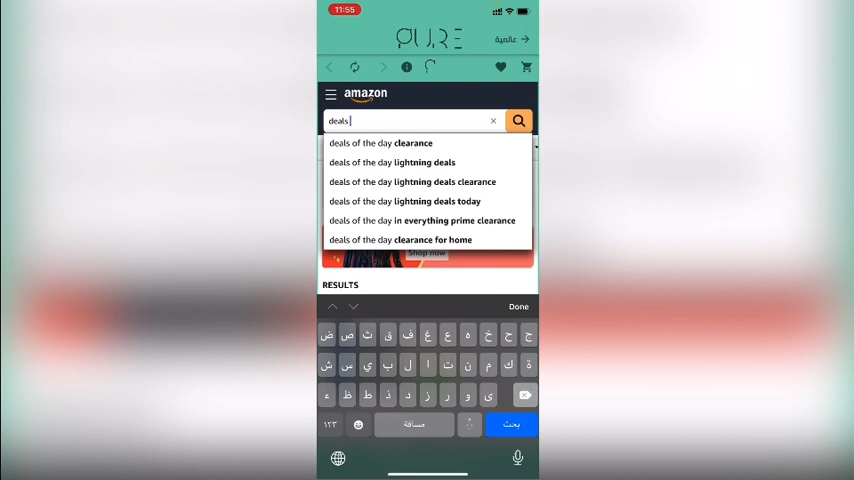 11:55
PURE
عالمية
amazon
deals
deals of the day clearance
deals of the day lightning deals
deals of the day lightning deals clearance
deals of the day lightning deals today
deals of the day in everything prime clearance
deals of the day clearance for home
Shop now
RESULTS
Done
ض ص ث ق ف غ ع ه خ ح ج
ش س ي ب ل ا ت ن م ك ة
ء ظ ط ذ د ز ر و ى
١٢٣
مسافة
بحث